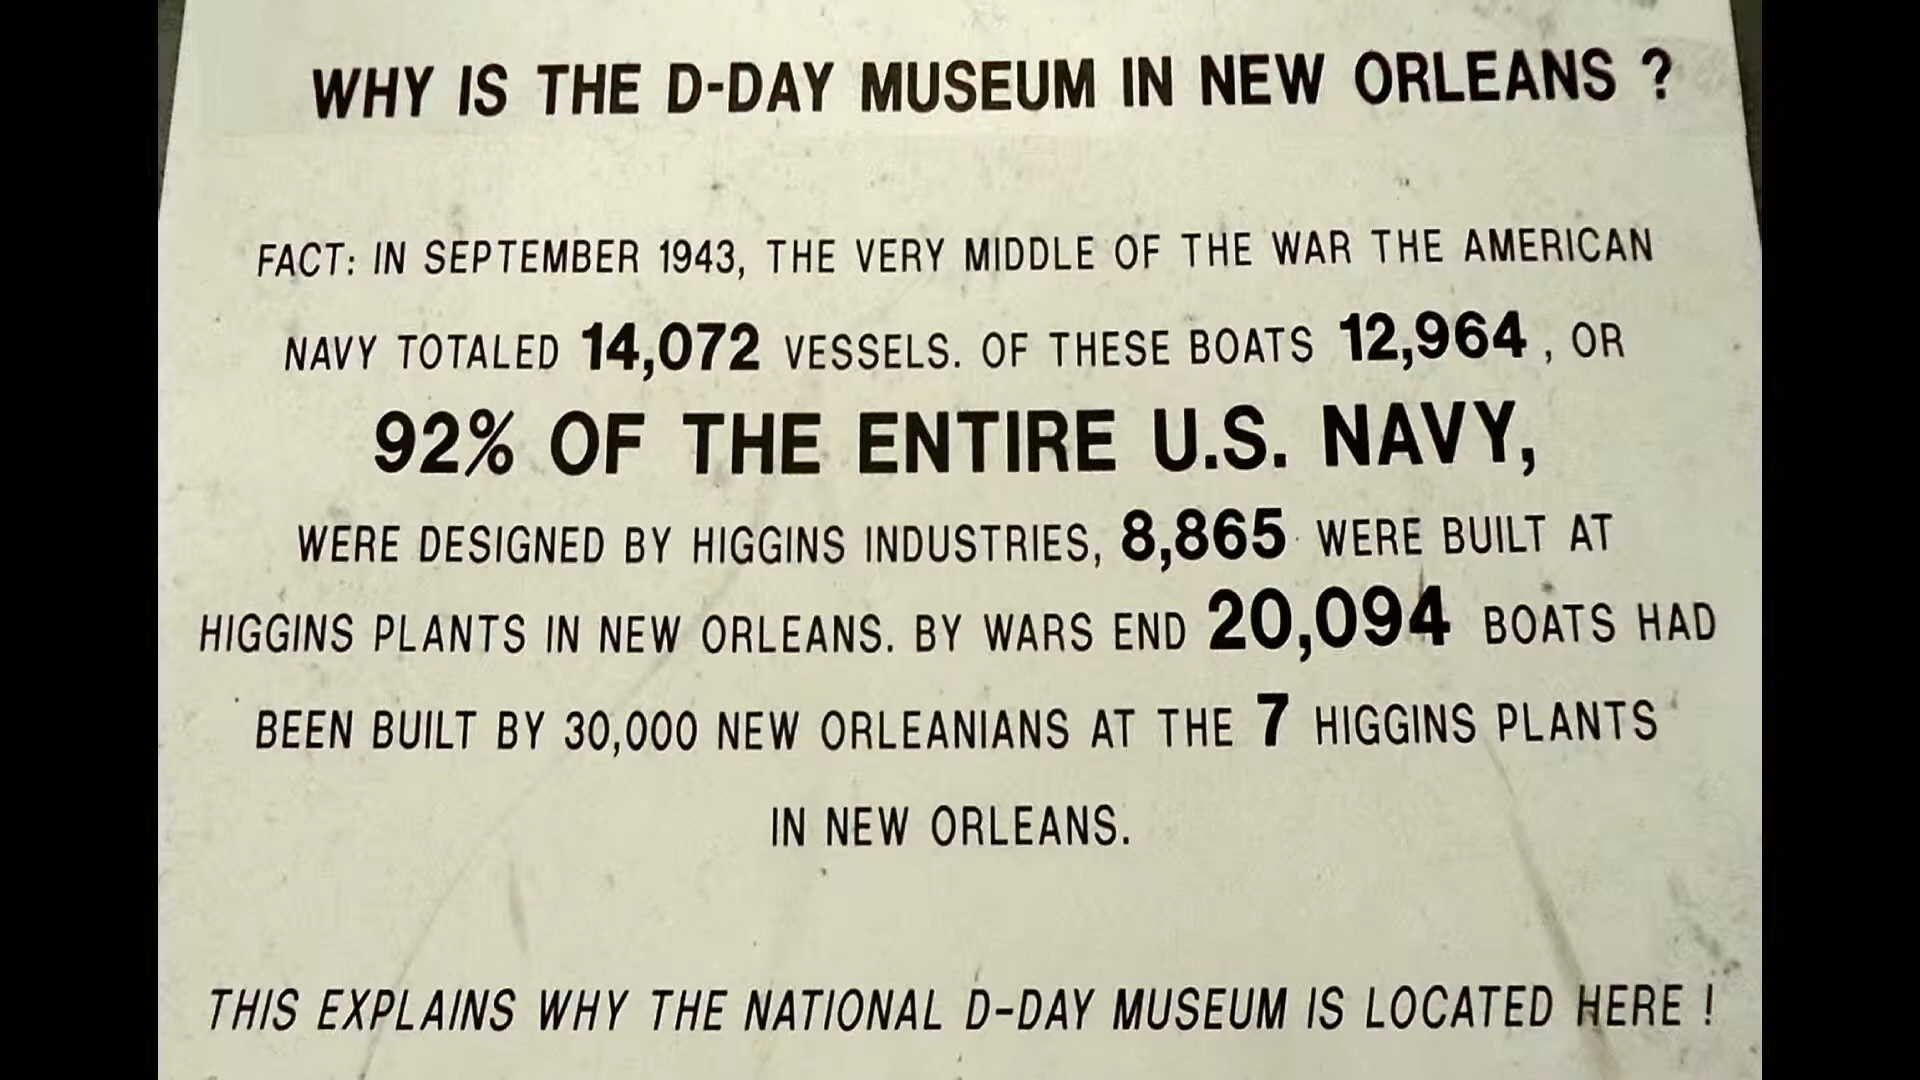 WHY IS THE D-DAY MUSEUM IN NEW ORLEANS ?
FACT: IN SEPTEMBER 1943, THE VERY MIDDLE OF THE WAR THE AMERICAN
NAVY TOTALED 14,072 VESSELS. OF THESE BOATS 12,964 , OR
92% OF THE ENTIRE U.S. NAVY,
WERE DESIGNED BY HIGGINS INDUSTRIES, 8,865 WERE BUILT AT
HIGGINS PLANTS IN NEW ORLEANS. BY WARS END 20,094 BOATS HAD
BEEN BUILT BY 30,000 NEW ORLEANIANS AT THE 7 HIGGINS PLANTS
IN NEW ORLEANS.
THIS EXPLAINS WHY THE NATIONAL D-DAY MUSEUM IS LOCATED HERE !